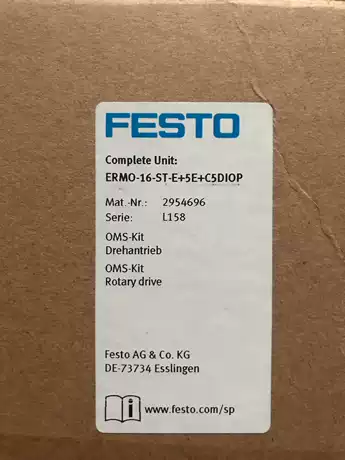 FESTO
Complete Unit:
ERMO-16-ST-E+5E+C5DIOP
Mat.-Nr.: 2954696
Serie: L158
OMS-Kit
Drehantrieb
OMS-Kit
Rotary drive
Festo AG & Co. KG
DE-73734 Esslingen
www.festo.com/sp